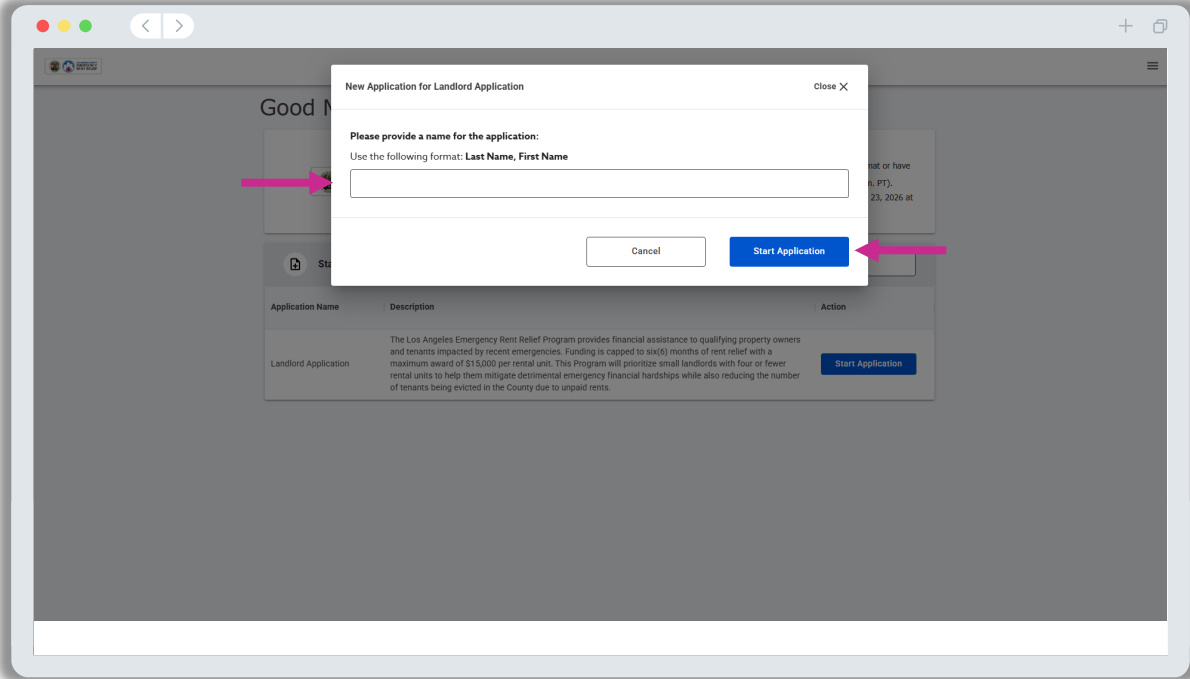 EMERGENCY
RENT RELIEF
New Application for Landlord Application
Close
Good
Please provide a name for the application:
Use the following format: Last Name, First Name
mat or have
m. PT).
23, 2026 at
Cancel
Start Application
Application Name
Description
Action
The Los Angeles Emergency Rent Relief Program provides financial assistance to qualifying property owners
and tenants impacted by recent emergencies. Funding is capped to six(6) months of rent relief with a
maximum award of $15,000 per rental unit. This Program will prioritize small landlords with four or fewer
rental units to help them mitigate detrimental emergency financial hardships while also reducing the number
of tenants being evicted in the County due to unpaid rents.
Landlord Application
Start Application